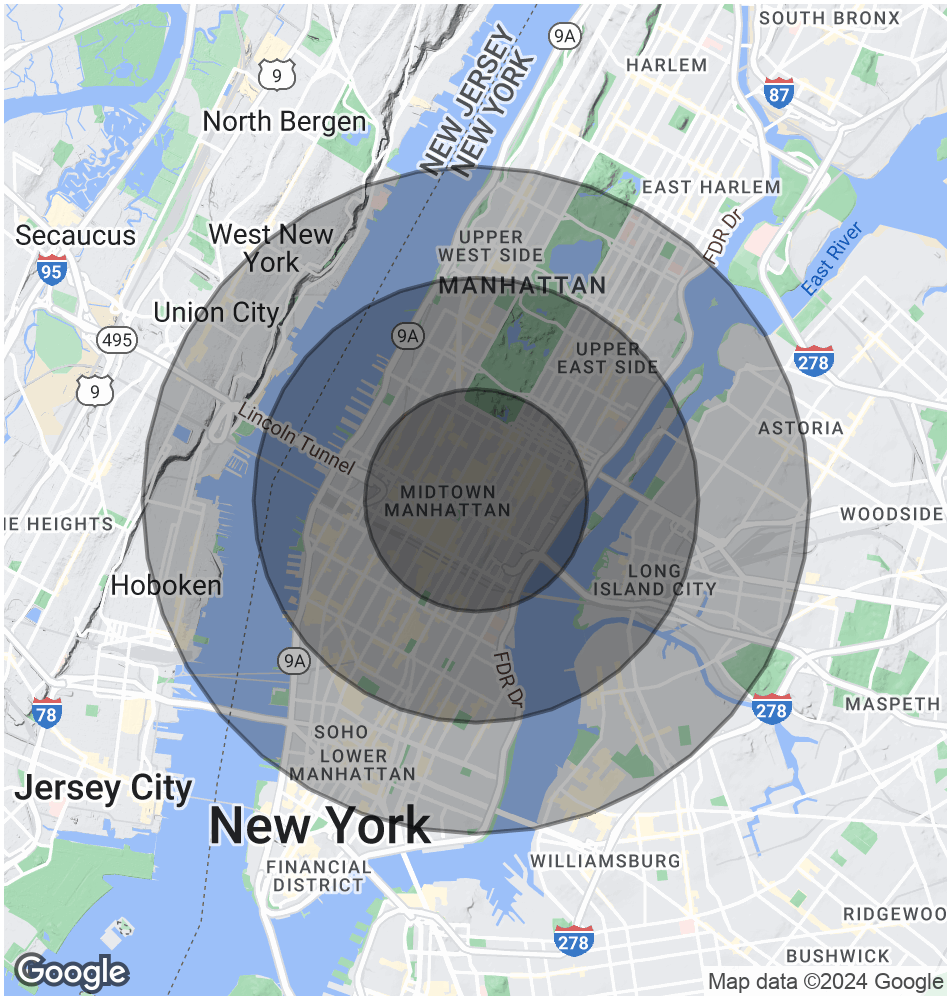 SOUTH BRONX
9A
HARLEM
9
87
NEW JERSEY
NEW YORK
North Bergen
EAST HARLEM
FDR Dr
Secaucus
West New
York
UPPER
WEST SIDE
East River
95
MANHATTAN
Union City
9A
495
UPPER
EAST SIDE
278
9
Lincoln Tunnel
ASTORIA
MIDTOWN
MANHATTAN
IE HEIGHTS
WOODSIDE
Hoboken
LONG
ISLAND CITY
9A
FDR Dr
78
278
MASPETH
SOHO
LOWER
MANHATTAN
Jersey City
New York
FINANCIAL
DISTRICT
WILLIAMSBURG
RIDGEWOO
278
BUSHWICK
Google
Map data ©2024 Google